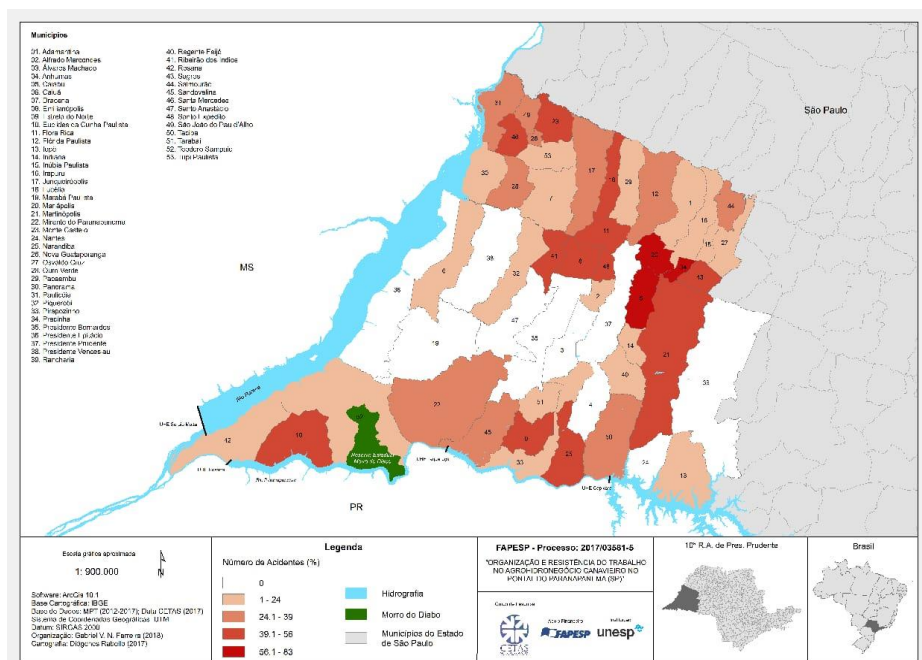 Municípios
01. Adamantina
02. Alfredo Marcondes
03. Álvares Machado
04. Anhumas
05. Caiabu
06. Caiuá
07. Dracena
08. Emilianópolis
09. Estrela do Norte
10. Euclides da Cunha Paulista
11. Flora Rica
12. Flórida Paulista
13. Iepê
14. Indiana
15. Inúbia Paulista
16. Irapuru
17. Junqueirópolis
18. Lucélia
19. Marabá Paulista
20. Mariápolis
21. Martinópolis
22. Mirante do Paranapanema
23. Monte Castelo
24. Nantes
25. Narandiba
26. Nova Guataporanga
27. Osvaldo Cruz
28. Ouro Verde
29. Pacaembu
30. Panorama
31. Paulicéia
32. Piquerobi
33. Pirapozinho
34. Pracinha
35. Presidente Bernardes
36. Presidente Epitácio
37. Presidente Prudente
38. Presidente Venceslau
39. Rancharia
40. Regente Feijó
41. Ribeirão dos Índios
42. Rosana
43. Sagres
44. Salmourão
45. Sandovalina
46. Santa Mercedes
47. Santo Anastácio
48. Santo Expedito
49. São João do Pau d'Alho
50. Taciba
51. Tarabai
52. Teodoro Sampaio
53. Tupi Paulista
São Paulo
MS
PR
Rio Paraná
Rio Paranapanema
Morro do Diabo
Escala gráfica aproximada
1: 900.000
Software: ArcGis 10.1
Base Cartográfica: IBGE
Base de Dados: MPT (2012-2017); Data CETAS (2017)
Sistema de Coordenadas Geográficas: UTM
Datum: SIRGAS 2000
Organização: Gabriel V. N. Ferreira (2018)
Cartografia: Diógenes Rabello (2017)
Legenda
Número de Acidentes (%)
0
1 - 24
24.1 - 39
39.1 - 56
56.1 - 83
Hidrografia
Morro do Diabo
Municípios do Estado
de São Paulo
FAPESP - Processo: 2017/03581-5
"ORGANIZAÇÃO E RESISTÊNCIA DO TRABALHO
NO AGROHIDRONEGÓCIO CANAVIEIRO NO
PONTAL DO PARANAPANEMA (SP)"
CETAS
FAPESP
unesp
10ª R.A. de Pres. Prudente
Brasil